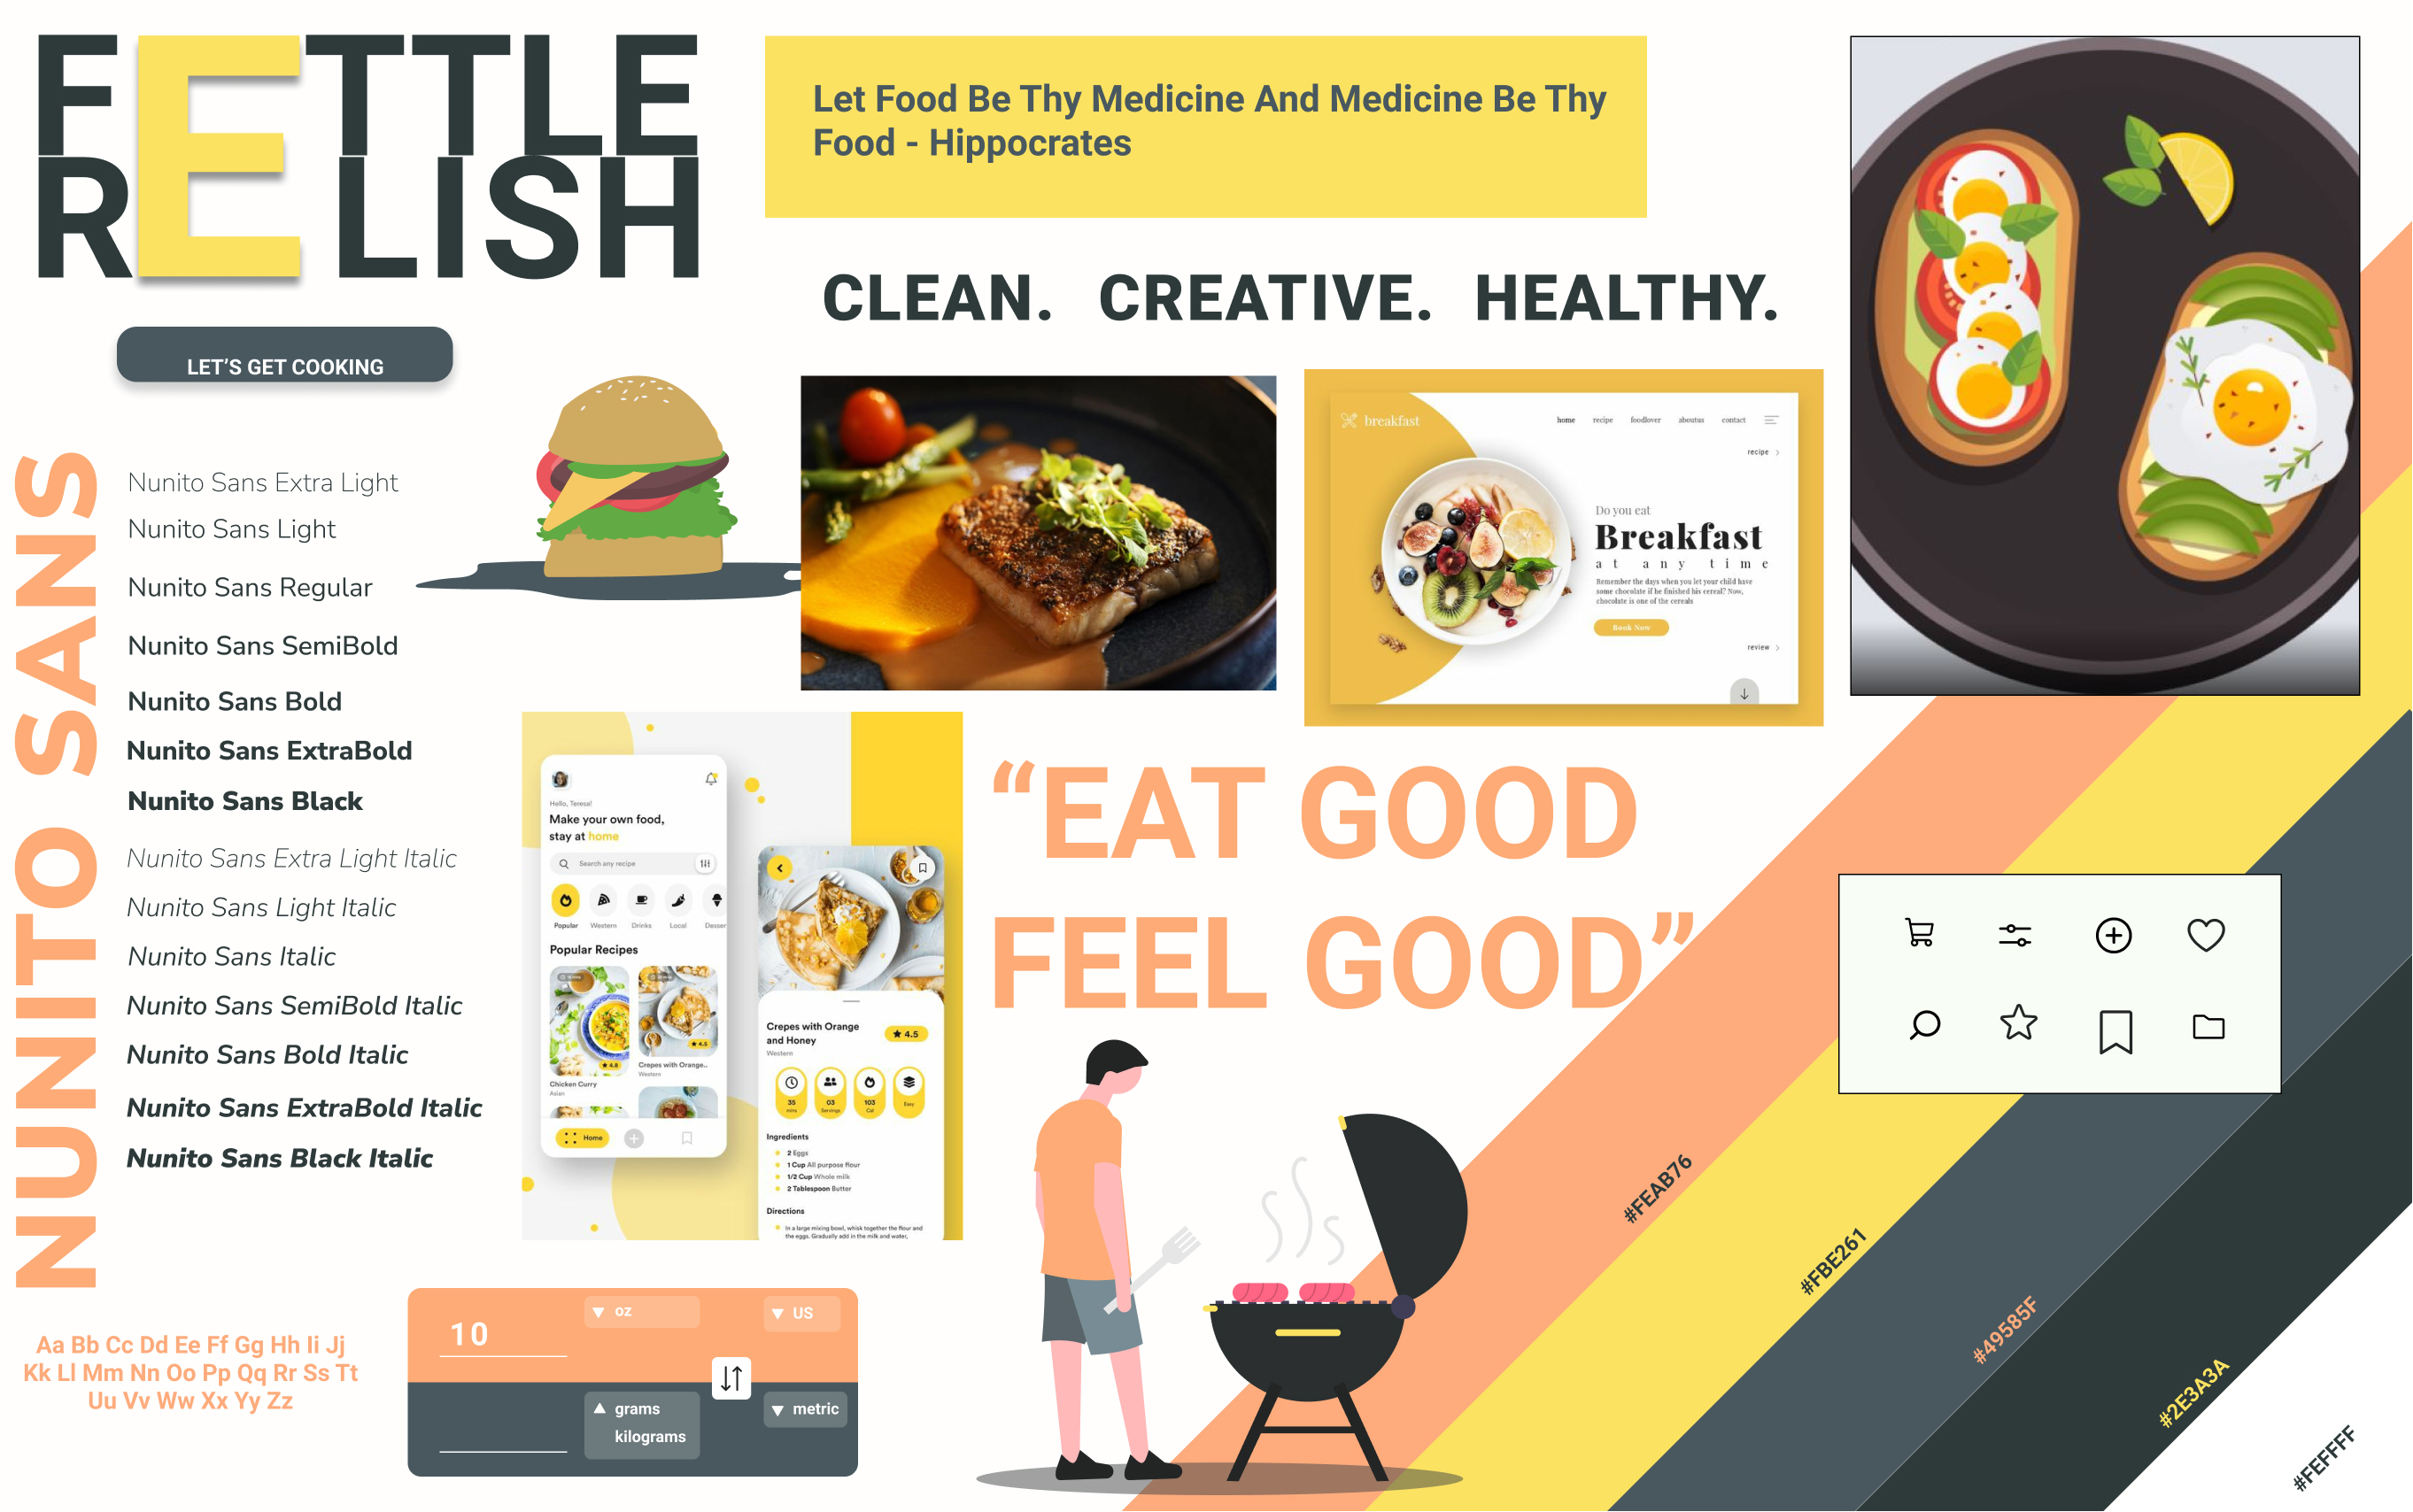 FETTLE
RELISH
Let Food Be Thy Medicine And Medicine Be Thy
Food - Hippocrates
CLEAN. CREATIVE. HEALTHY.
LET'S GET COOKING
NUNITO SANS
Nunito Sans Extra Light
Nunito Sans Light
Nunito Sans Regular
Nunito Sans SemiBold
Nunito Sans Bold
Nunito Sans ExtraBold
Nunito Sans Black
Nunito Sans Extra Light Italic
Nunito Sans Light Italic
Nunito Sans Italic
Nunito Sans SemiBold Italic
Nunito Sans Bold Italic
Nunito Sans ExtraBold Italic
Nunito Sans Black Italic
Aa Bb Cc Dd Ee Ff Gg Hh Ii Jj
Kk Ll Mm Nn Oo Pp Qq Rr Ss Tt
Uu Vv Ww Xx Yy Zz
breakfast
home recipe foodlover aboutus contact
recipe
Do you eat
Breakfast
at any time
Remember the days when you let your child have
some chocolate if he finished his cereal? Now,
chocolate is one of the cereals
Book Now
review
Hello, Teresa!
Make your own food,
stay at home
Search any recipe
Popular Western Drinks Local Desser
Popular Recipes
4.8
4.5
Chicken Curry
Asian
Crepes with Orange..
Western
Home
Crepes with Orange
and Honey
4.5
Western
35 03 103
mins Servings Cal Easy
Ingredients
2 Eggs
1 Cup All purpose flour
1/2 Cup Whole milk
2 Tablespoon Butter
Directions
In a large mixing bowl, whisk together the flour and
the eggs. Gradually add in the milk and water,
“EAT GOOD
FEEL GOOD”
10
oz
US
grams
kilograms
metric
#FEAB76
#FBE261
#49585F
#2E3A3A
#FEFFFF